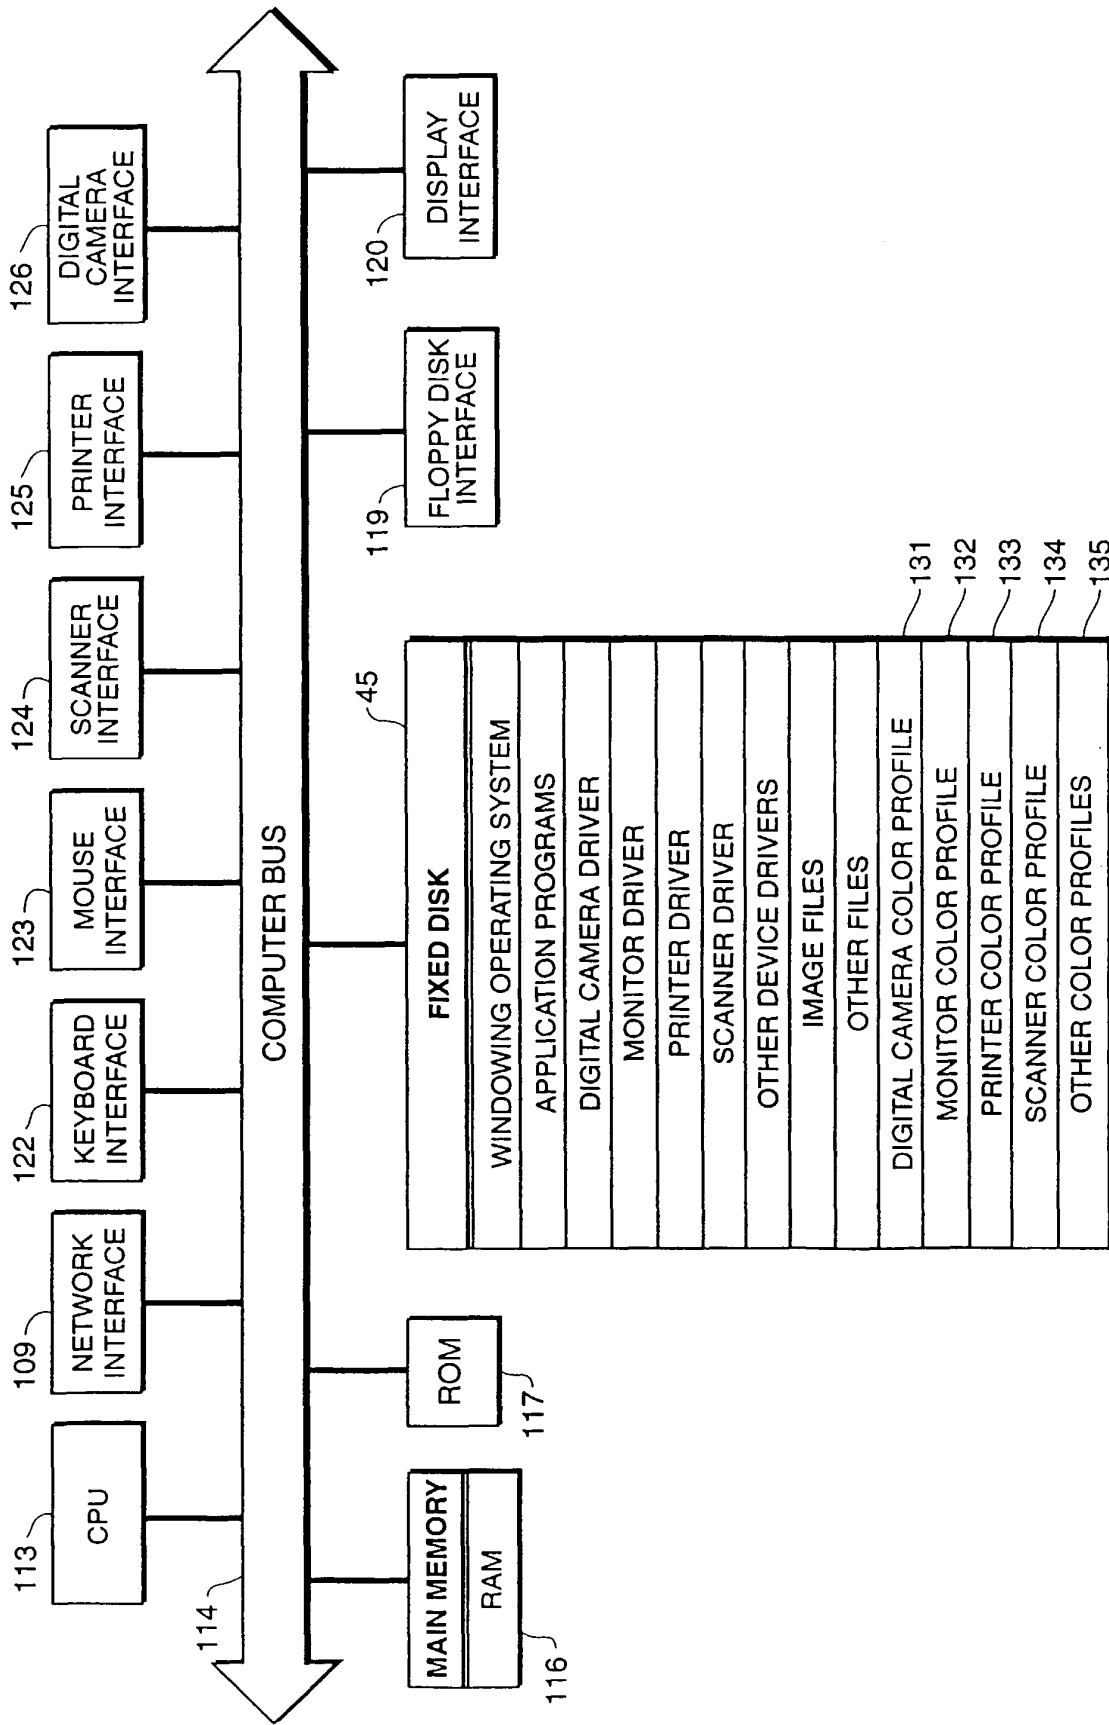 113
CPU
109
NETWORK
INTERFACE
122
KEYBOARD
INTERFACE
123
MOUSE
INTERFACE
124
SCANNER
INTERFACE
125
PRINTER
INTERFACE
126
DIGITAL
CAMERA
INTERFACE
114
COMPUTER BUS
MAIN MEMORY
RAM
116
ROM
117
45
FIXED DISK
WINDOWING OPERATING SYSTEM
APPLICATION PROGRAMS
DIGITAL CAMERA DRIVER
MONITOR DRIVER
PRINTER DRIVER
SCANNER DRIVER
OTHER DEVICE DRIVERS
IMAGE FILES
OTHER FILES
DIGITAL CAMERA COLOR PROFILE
131
MONITOR COLOR PROFILE
132
PRINTER COLOR PROFILE
133
SCANNER COLOR PROFILE
134
OTHER COLOR PROFILES
135
119
FLOPPY DISK
INTERFACE
120
DISPLAY
INTERFACE